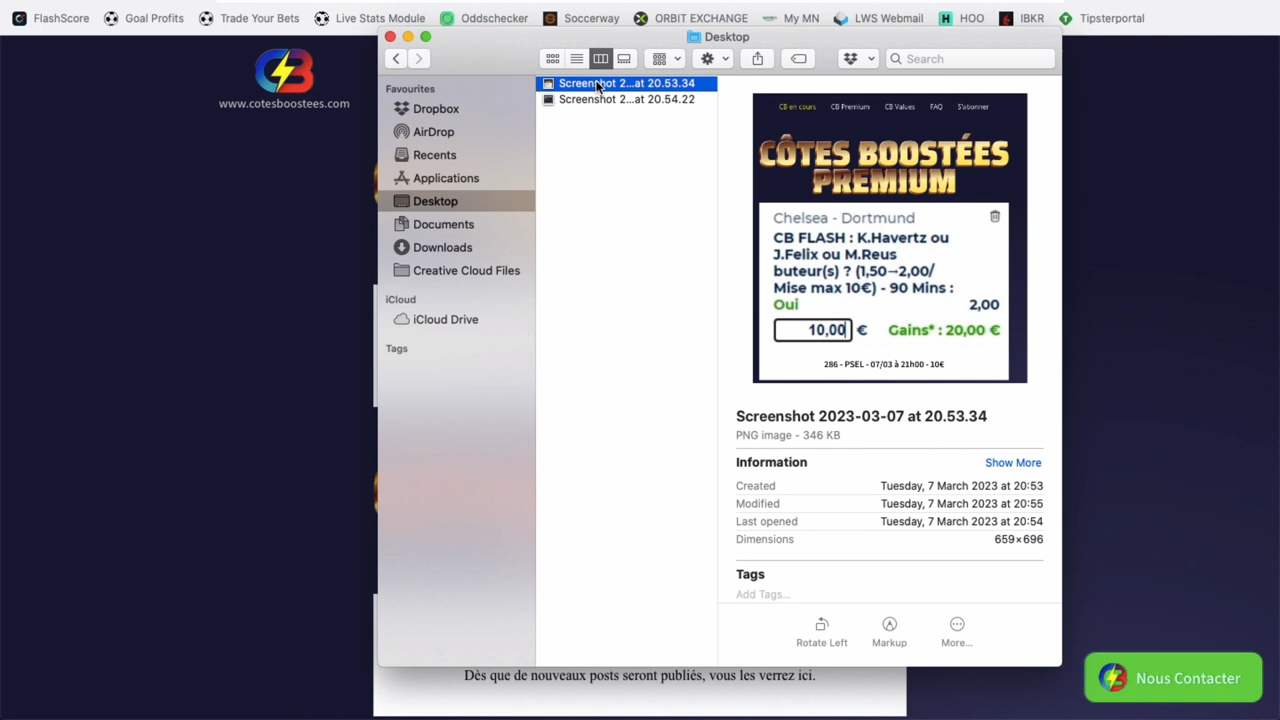 FlashScore Goal Profits Trade Your Bets Live Stats Module Oddschecker Soccerway ORBIT EXCHANGE My MN LWS Webmail HOO IBKR Tipsterportal
www.cotesboostees.com
Desktop
Search
Favourites
Dropbox
AirDrop
Recents
Applications
Desktop
Documents
Downloads
Creative Cloud Files
iCloud
iCloud Drive
Tags
Screenshot 2...at 20.53.34
Screenshot 2...at 20.54.22
CB en cours CB Premium CB Values FAQ S'abonner
CÔTES BOOSTÉES
PREMIUM
Chelsea - Dortmund
CB FLASH : K.Havertz ou
J.Felix ou M.Reus
buteur(s) ? (1,50→2,00/
Mise max 10€) - 90 Mins :
Oui 2,00
10,00 € Gains* : 20,00 €
286 - PSEL - 07/03 à 21h00 - 10€
Screenshot 2023-03-07 at 20.53.34
PNG image - 346 KB
Information Show More
Created Tuesday, 7 March 2023 at 20:53
Modified Tuesday, 7 March 2023 at 20:55
Last opened Tuesday, 7 March 2023 at 20:54
Dimensions 659×696
Tags
Add Tags...
Rotate Left Markup More...
Dès que de nouveaux posts seront publiés, vous les verrez ici.
Nous Contacter